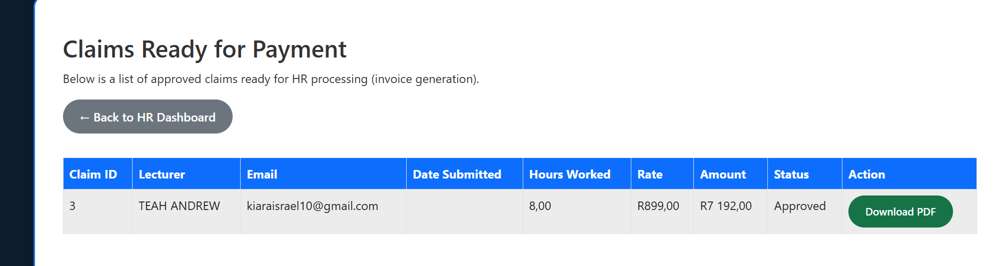 Claims Ready for Payment
Below is a list of approved claims ready for HR processing (invoice generation).
← Back to HR Dashboard
Claim ID Lecturer Email Date Submitted Hours Worked Rate Amount Status Action
3 TEAH ANDREW kiaraisrael10@gmail.com 8,00 R899,00 R7 192,00 Approved Download PDF